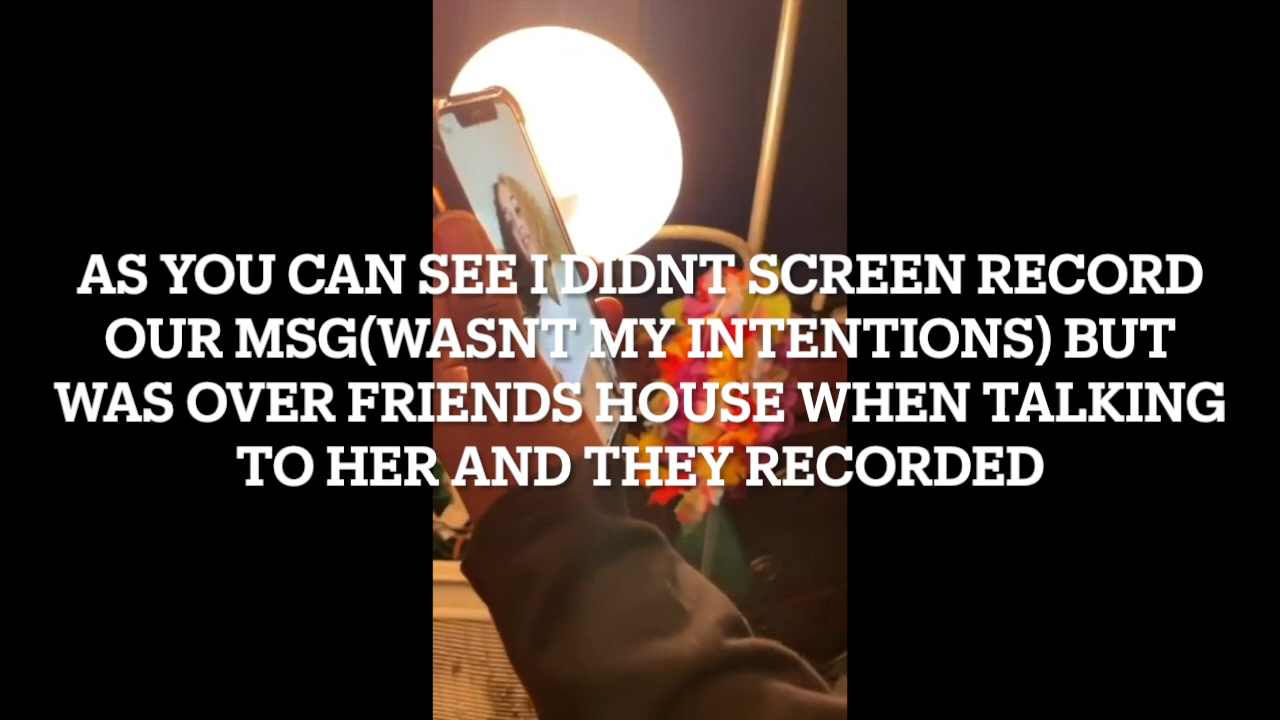 AS YOU CAN SEE I DIDNT SCREEN RECORD
OUR MSG(WASNT MY INTENTIONS) BUT
WAS OVER FRIENDS HOUSE WHEN TALKING
TO HER AND THEY RECORDED